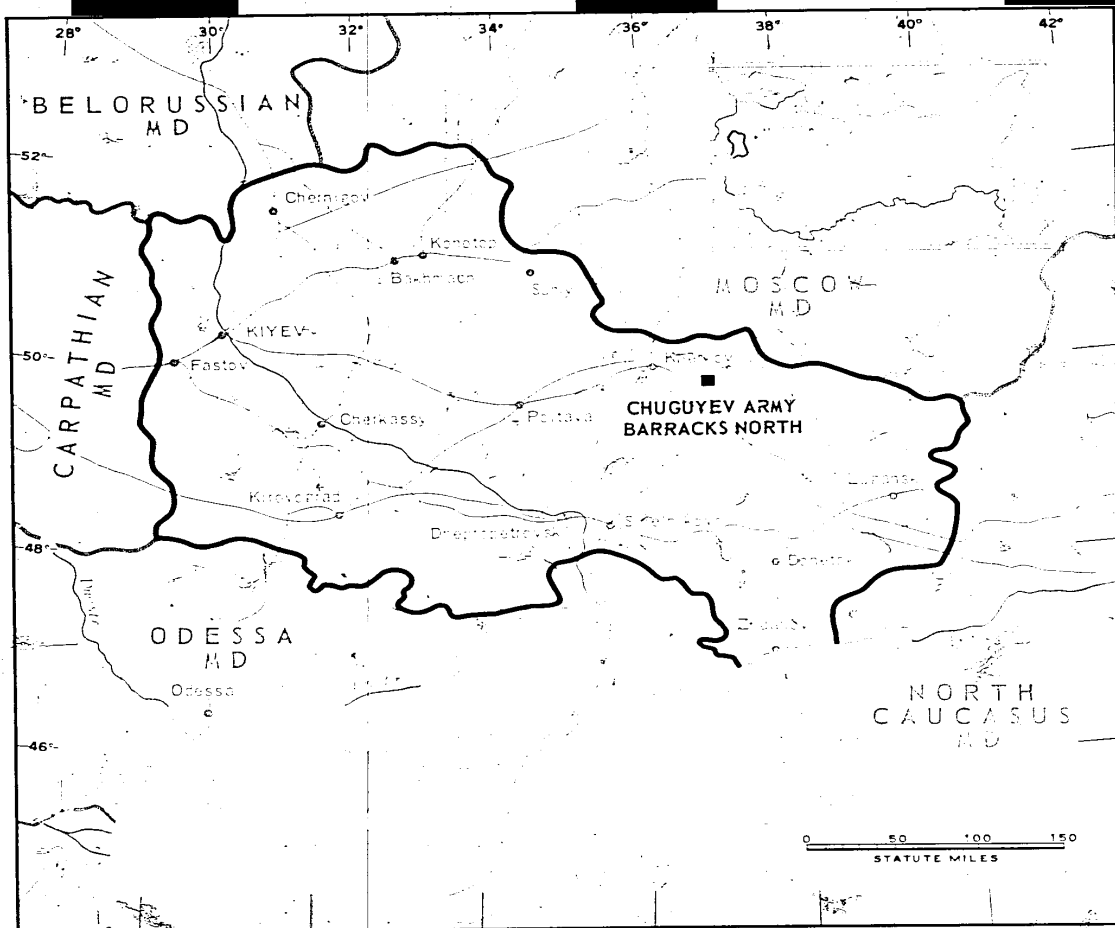 28° 30° 32° 34° 36° 38° 40° 42°
BELORUSSIAN
MD
52°
Chernigov
Konotop
Bakhmach
Sumy
MOSCOW
MD
CARPATHIAN
MD
KIYEV
50°
Fastov
Kharkov
CHUGUYEV ARMY
BARRACKS NORTH
Cherkassy
Poltava
Kirovograd
Lugansk
Dnepropetrovsk
48°
Donetsk
ODESSA
MD
Odessa
NORTH
CAUCASUS
MD
46°
0 50 100 150
STATUTE MILES